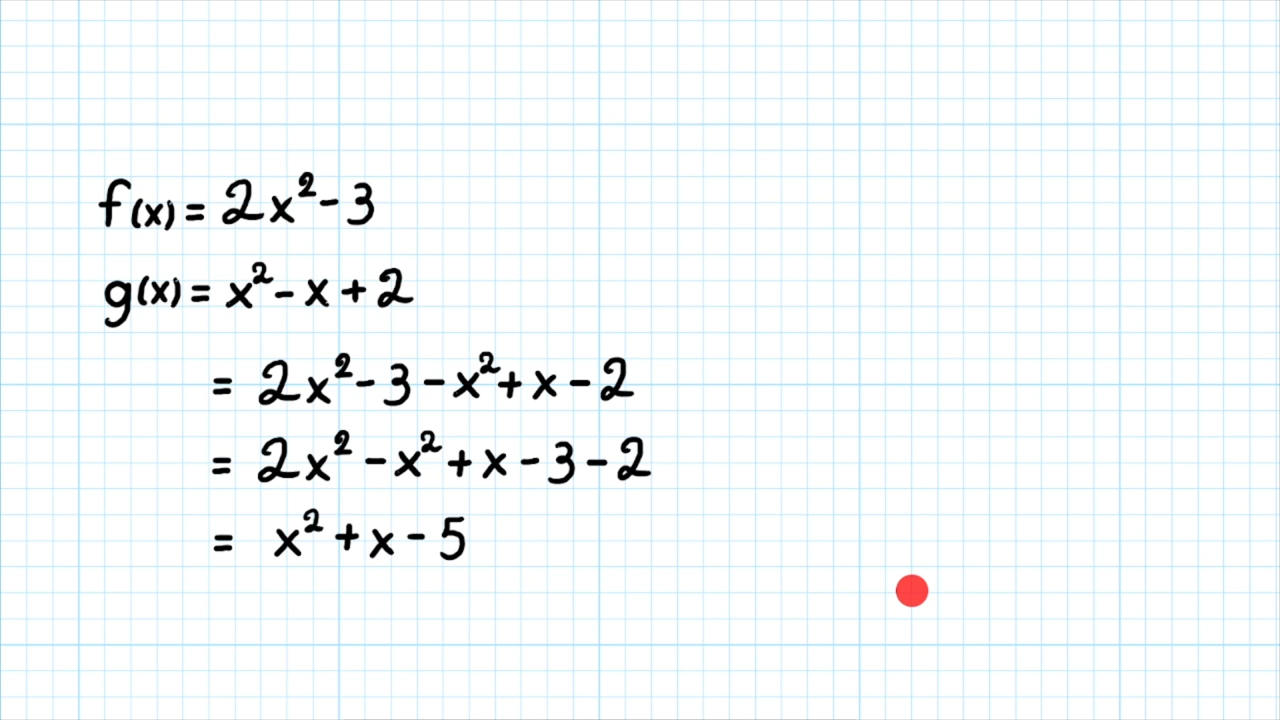 f(x) = 2x² - 3
g(x) = x² - x + 2
= 2x² - 3 - x² + x - 2
= 2x² - x² + x - 3 - 2
= x² + x - 5